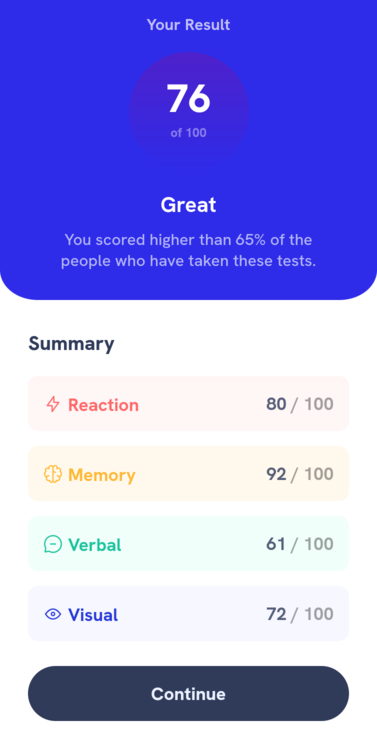 Your Result
76
of 100
Great
You scored higher than 65% of the
people who have taken these tests.
Summary
Reaction 80 / 100
Memory 92 / 100
Verbal 61 / 100
Visual 72 / 100
Continue